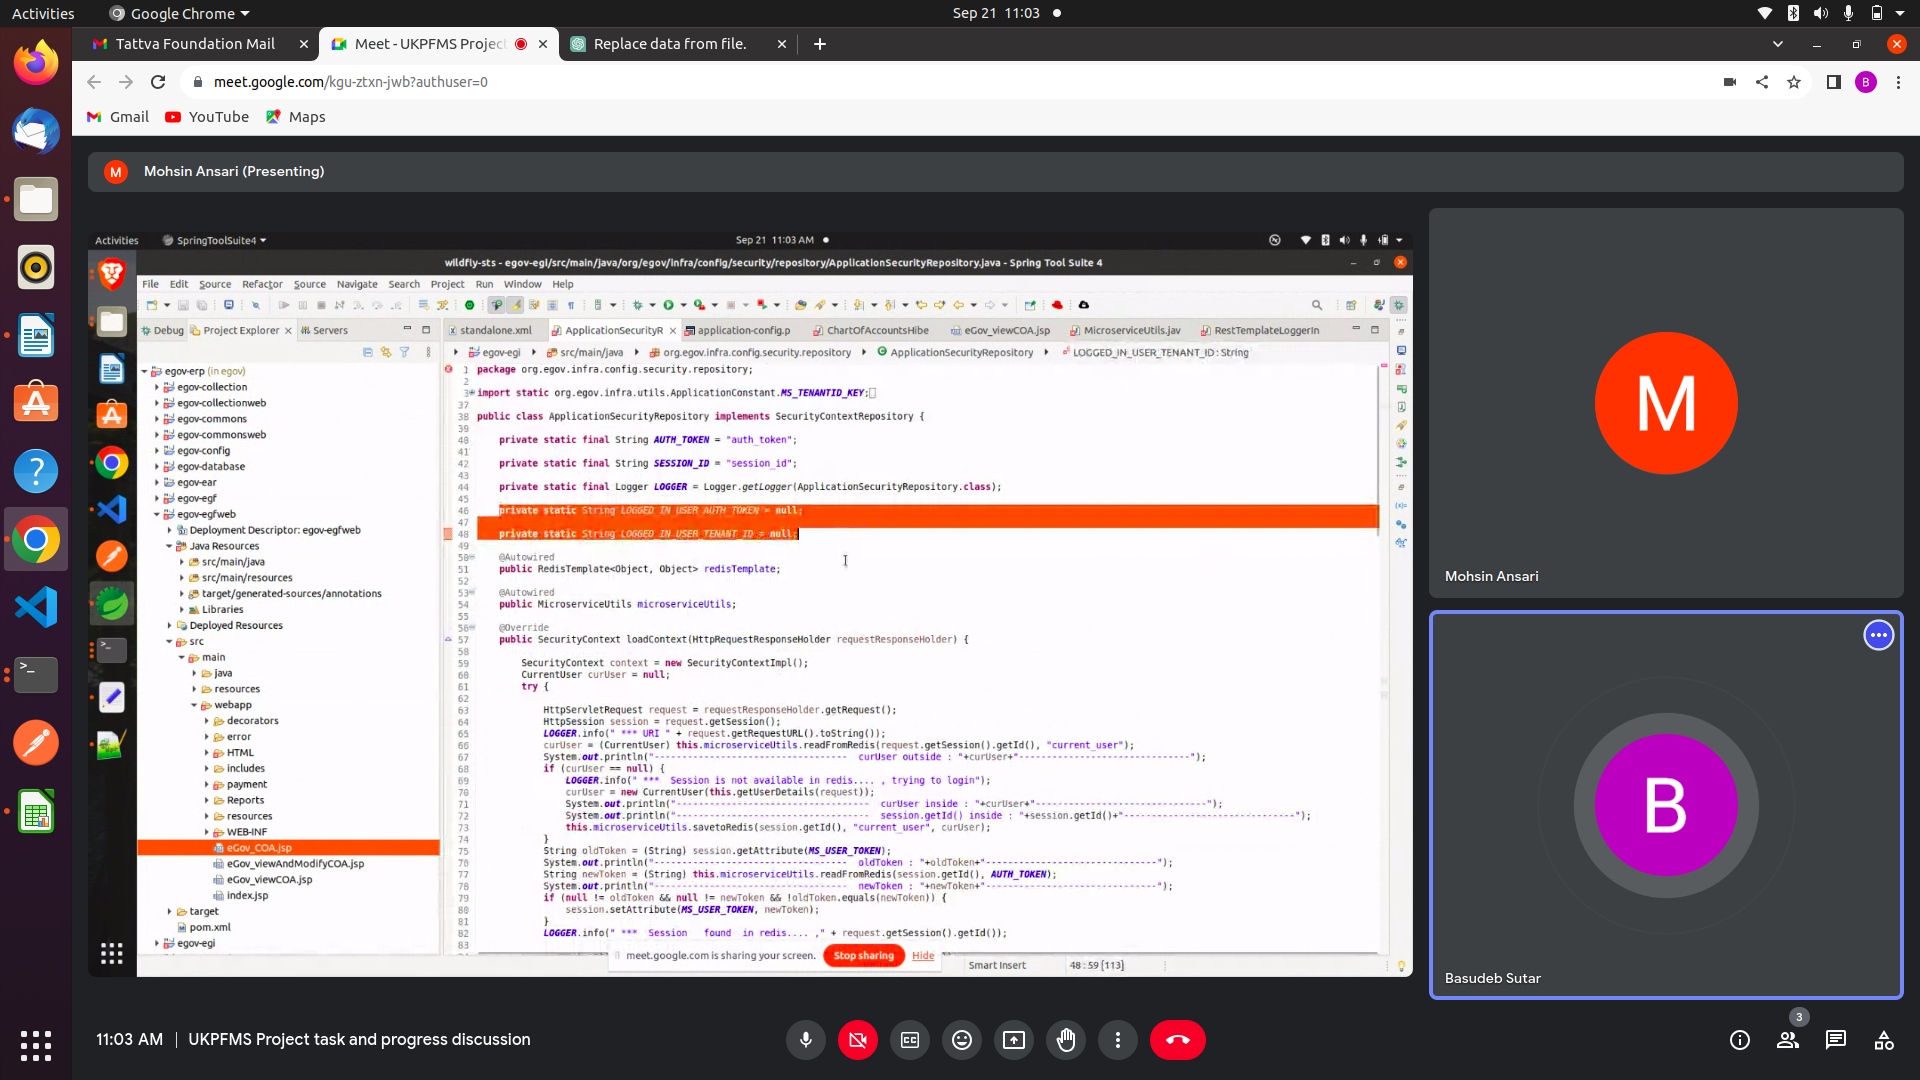 Activities
Google Chrome
Sep 21 11:03
Tattva Foundation Mail
Meet - UKPFMS Projec
Replace data from file.
meet.google.com/kgu-ztxn-jwb?authuser=0
B
Gmail
YouTube
Maps
M
Mohsin Ansari (Presenting)
Activities
SpringToolSuite4
Sep 21 11:03 AM
wildfly-sts - egov-egi/src/main/java/org/egov/infra/config/security/repository/ApplicationSecurityRepository.java - Spring Tool Suite 4
File Edit Source Refactor Source Navigate Search Project Run Window Help
Debug
Project Explorer
Servers
standalone.xml
ApplicationSecurityR
application-config.p
ChartOfAccountsHibe
eGov_viewCOA.jsp
MicroserviceUtils.jav
RestTemplateLoggerIn
egov-egi
src/main/java
org.egov.infra.config.security.repository
ApplicationSecurityRepository
LOGGED_IN_USER_TENANT_ID : String
egov-erp (in egov)
egov-collection
egov-collectionweb
egov-commons
egov-commonsweb
egov-config
egov-database
egov-ear
egov-egf
egov-egfweb
Deployment Descriptor: egov-egfweb
Java Resources
src/main/java
src/main/resources
target/generated-sources/annotations
Libraries
Deployed Resources
src
main
java
resources
webapp
decorators
error
HTML
includes
payment
Reports
resources
WEB-INF
eGov_COA.jsp
eGov_viewAndModifyCOA.jsp
eGov_viewCOA.jsp
index.jsp
target
pom.xml
egov-egi
1 package org.egov.infra.config.security.repository;
2
3 import static org.egov.infra.utils.ApplicationConstant.MS_TENANTID_KEY;
37
38 public class ApplicationSecurityRepository implements SecurityContextRepository {
39
40 private static final String AUTH_TOKEN = "auth_token";
41
42 private static final String SESSION_ID = "session_id";
43
44 private static final Logger LOGGER = Logger.getLogger(ApplicationSecurityRepository.class);
45
46 private static String LOGGED_IN_USER_AUTH_TOKEN = null;
47
48 private static String LOGGED_IN_USER_TENANT_ID = null;
49
50 @Autowired
51 public RedisTemplate<Object, Object> redisTemplate;
52
53 @Autowired
54 public MicroserviceUtils microserviceUtils;
55
56 @Override
57 public SecurityContext loadContext(HttpRequestResponseHolder requestResponseHolder) {
58
59 SecurityContext context = new SecurityContextImpl();
60 CurrentUser curUser = null;
61 try {
62
63 HttpServletRequest request = requestResponseHolder.getRequest();
64 HttpSession session = request.getSession();
65 LOGGER.info(" *** URI " + request.getRequestURL().toString());
66 curUser = (CurrentUser) this.microserviceUtils.readFromRedis(request.getSession().getId(), "current_user");
67 System.out.println("----------------------------------- curUser outside : "+curUser+"-------------------------------");
68 if (curUser == null) {
69 LOGGER.info(" *** Session is not available in redis.... , trying to login");
70 curUser = new CurrentUser(this.getUserDetails(request));
71 System.out.println("----------------------------------- curUser inside : "+curUser+"-------------------------------");
72 System.out.println("----------------------------------- session.getId() inside : "+session.getId()+"-------------------------------");
73 this.microserviceUtils.savetoRedis(session.getId(), "current_user", curUser);
74 }
75 String oldToken = (String) session.getAttribute(MS_USER_TOKEN);
76 System.out.println("----------------------------------- oldToken : "+oldToken+"-------------------------------");
77 String newToken = (String) this.microserviceUtils.readFromRedis(session.getId(), AUTH_TOKEN);
78 System.out.println("----------------------------------- newToken : "+newToken+"-------------------------------");
79 if (null != oldToken && null != newToken && !oldToken.equals(newToken)) {
80 session.setAttribute(MS_USER_TOKEN, newToken);
81 }
82 LOGGER.info(" *** Session found in redis.... ," + request.getSession().getId());
83
meet.google.com is sharing your screen. Stop sharing Hide
Smart Insert
48 : 59 [113]
M
Mohsin Ansari
B
Basudeb Sutar
11:03 AM | UKPFMS Project task and progress discussion
3